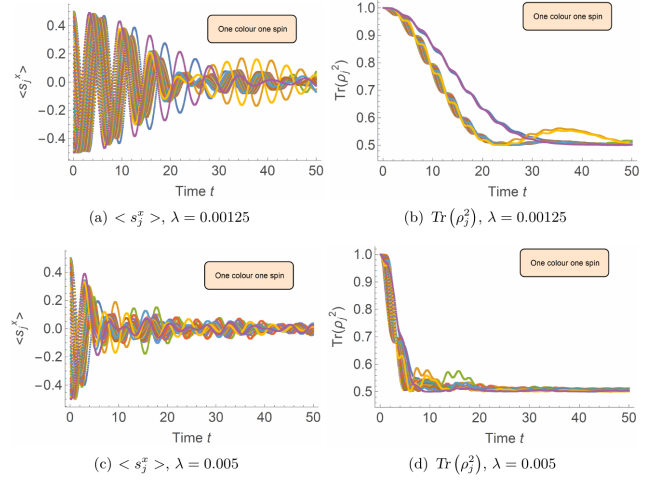 One colour one spin
0.4
0.2
0.0
−0.2
−0.4
<s_j^x>
0 10 20 30 40 50
Time t
(a) < s_j^x >, λ = 0.00125
One colour one spin
1.0
0.9
0.8
0.7
0.6
0.5
Tr(ρ_j^2)
0 10 20 30 40 50
Time t
(b) Tr(ρ_j^2), λ = 0.00125
One colour one spin
0.4
0.2
0.0
−0.2
−0.4
<s_j^x>
0 10 20 30 40 50
Time t
(c) < s_j^x >, λ = 0.005
One colour one spin
1.0
0.9
0.8
0.7
0.6
0.5
Tr(ρ_j^2)
0 10 20 30 40 50
Time t
(d) Tr(ρ_j^2), λ = 0.005